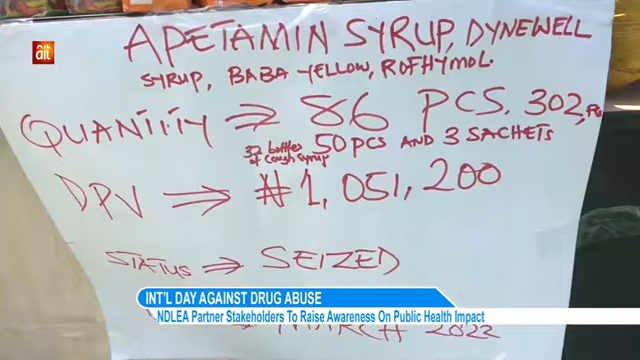 ait
APETAMIN SYRUP, DYNEWELL
SYRUP, BABA YELLOW, ROFHYMOL
QUANTITY ⇒ 86 PCS. 302,
32 bottles of cough syrup 50 PCS AND 3 SACHETS
DPV ⇒ ₦1,051,200
STATUS ⇒ SEIZED
INT'L DAY AGAINST DRUG ABUSE
NDLEA Partner Stakeholders To Raise Awareness On Public Health Impact
MARCH 2022